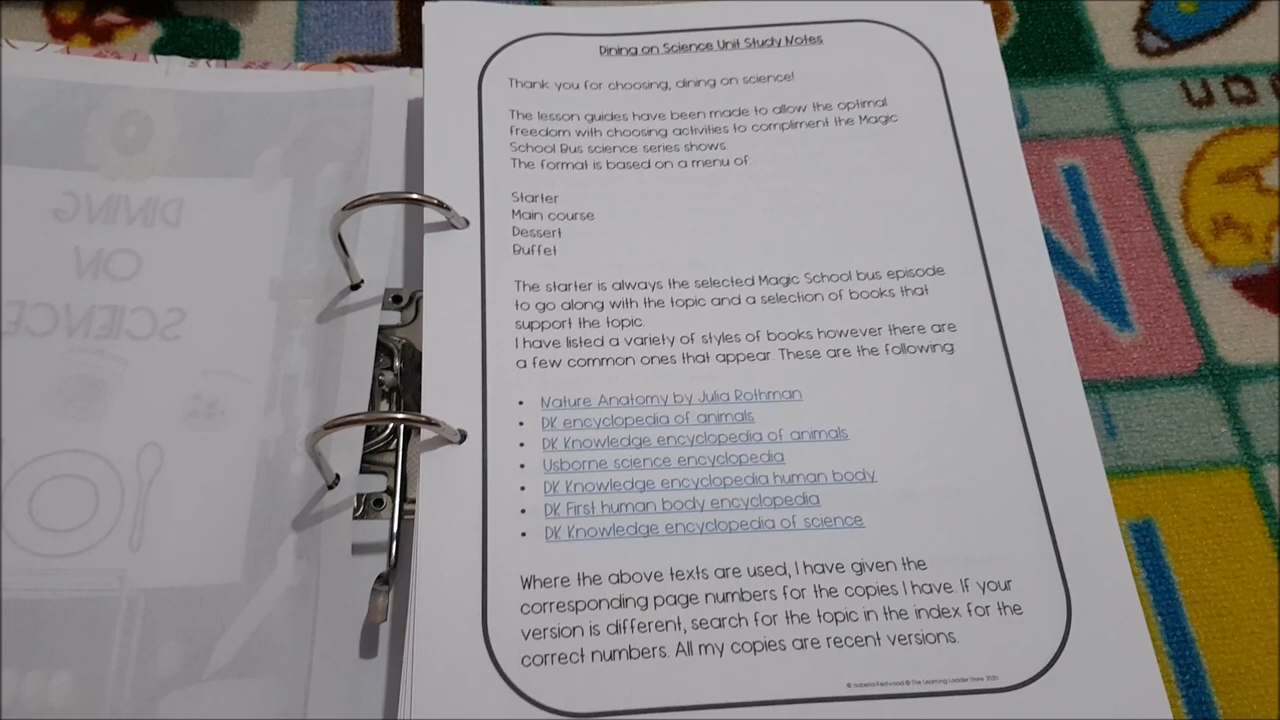 Dining on Science Unit Study Notes
Thank you for choosing, dining on science!
The lesson guides have been made to allow the optimal
freedom with choosing activities to compliment the Magic
School Bus science series shows.
The format is based on a menu of:
Starter
Main course
Dessert
Buffet
The starter is always the selected Magic School bus episode
to go along with the topic and a selection of books that
support the topic.
I have listed a variety of styles of books however there are
a few common ones that appear. These are the following:
• Nature Anatomy by Julia Rothman
• DK encyclopedia of animals
• DK Knowledge encyclopedia of animals
• Usborne science encyclopedia
• DK Knowledge encyclopedia human body
• DK First human body encyclopedia
• DK Knowledge encyclopedia of science
Where the above texts are used, I have given the
corresponding page numbers for the copies I have. If your
version is different, search for the topic in the index for the
correct numbers. All my copies are recent versions.
© Isabella Redwood © The Learning Ladder Store 2020
DINING
ON
SCIENCE